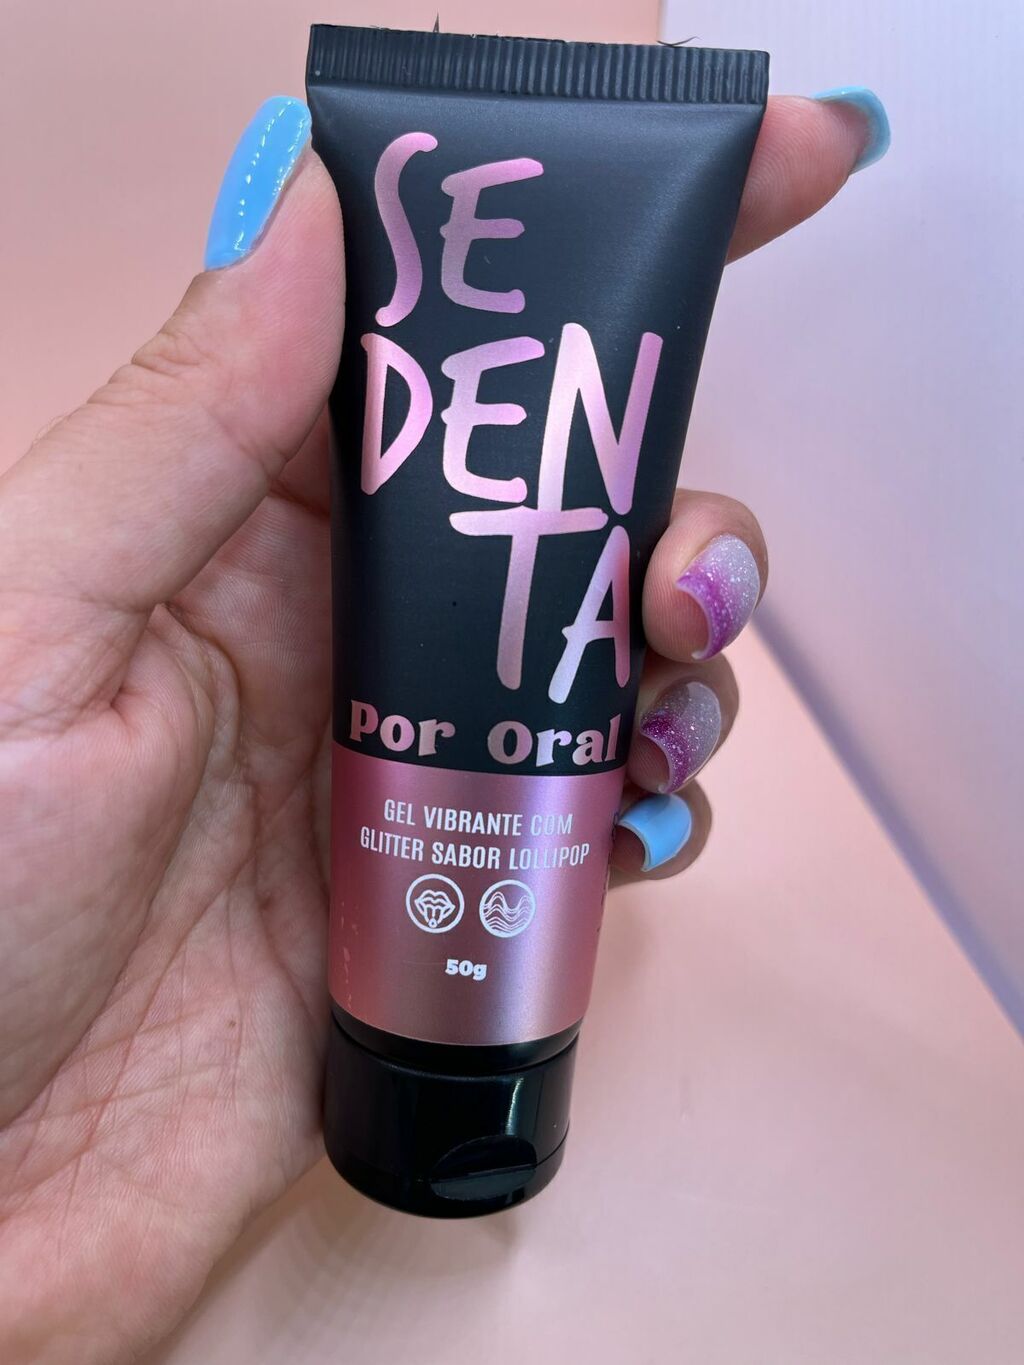 SE
DEN
TA
por Oral
GEL VIBRANTE COM
GLITTER SABOR LOLLIPOP
50g